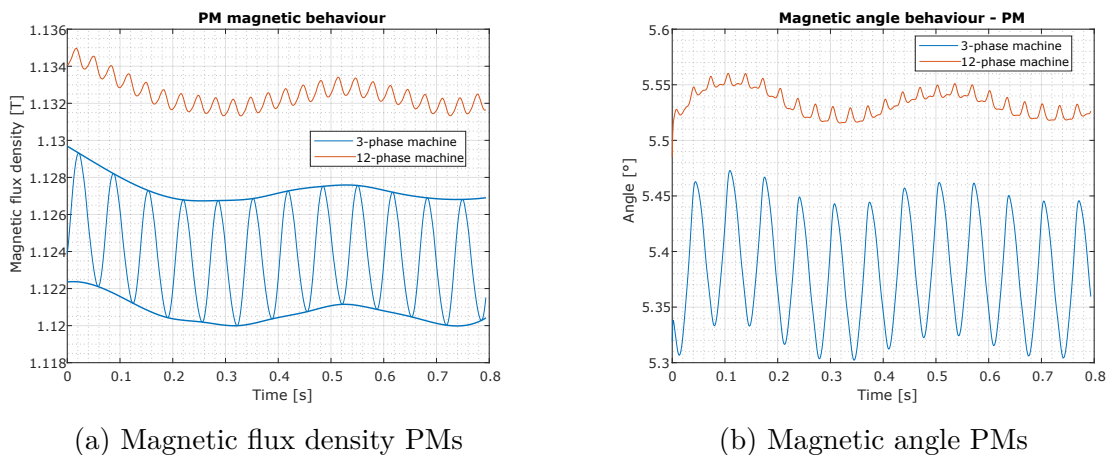 PM magnetic behaviour
1.136
1.134
1.132
1.13
1.128
1.126
1.124
1.122
1.12
1.118
Magnetic flux density [T]
3-phase machine
12-phase machine
0 0.1 0.2 0.3 0.4 0.5 0.6 0.7 0.8
Time [s]
(a) Magnetic flux density PMs
Magnetic angle behaviour - PM
5.6
5.55
5.5
5.45
5.4
5.35
5.3
Angle [°]
3-phase machine
12-phase machine
0 0.1 0.2 0.3 0.4 0.5 0.6 0.7 0.8
Time [s]
(b) Magnetic angle PMs